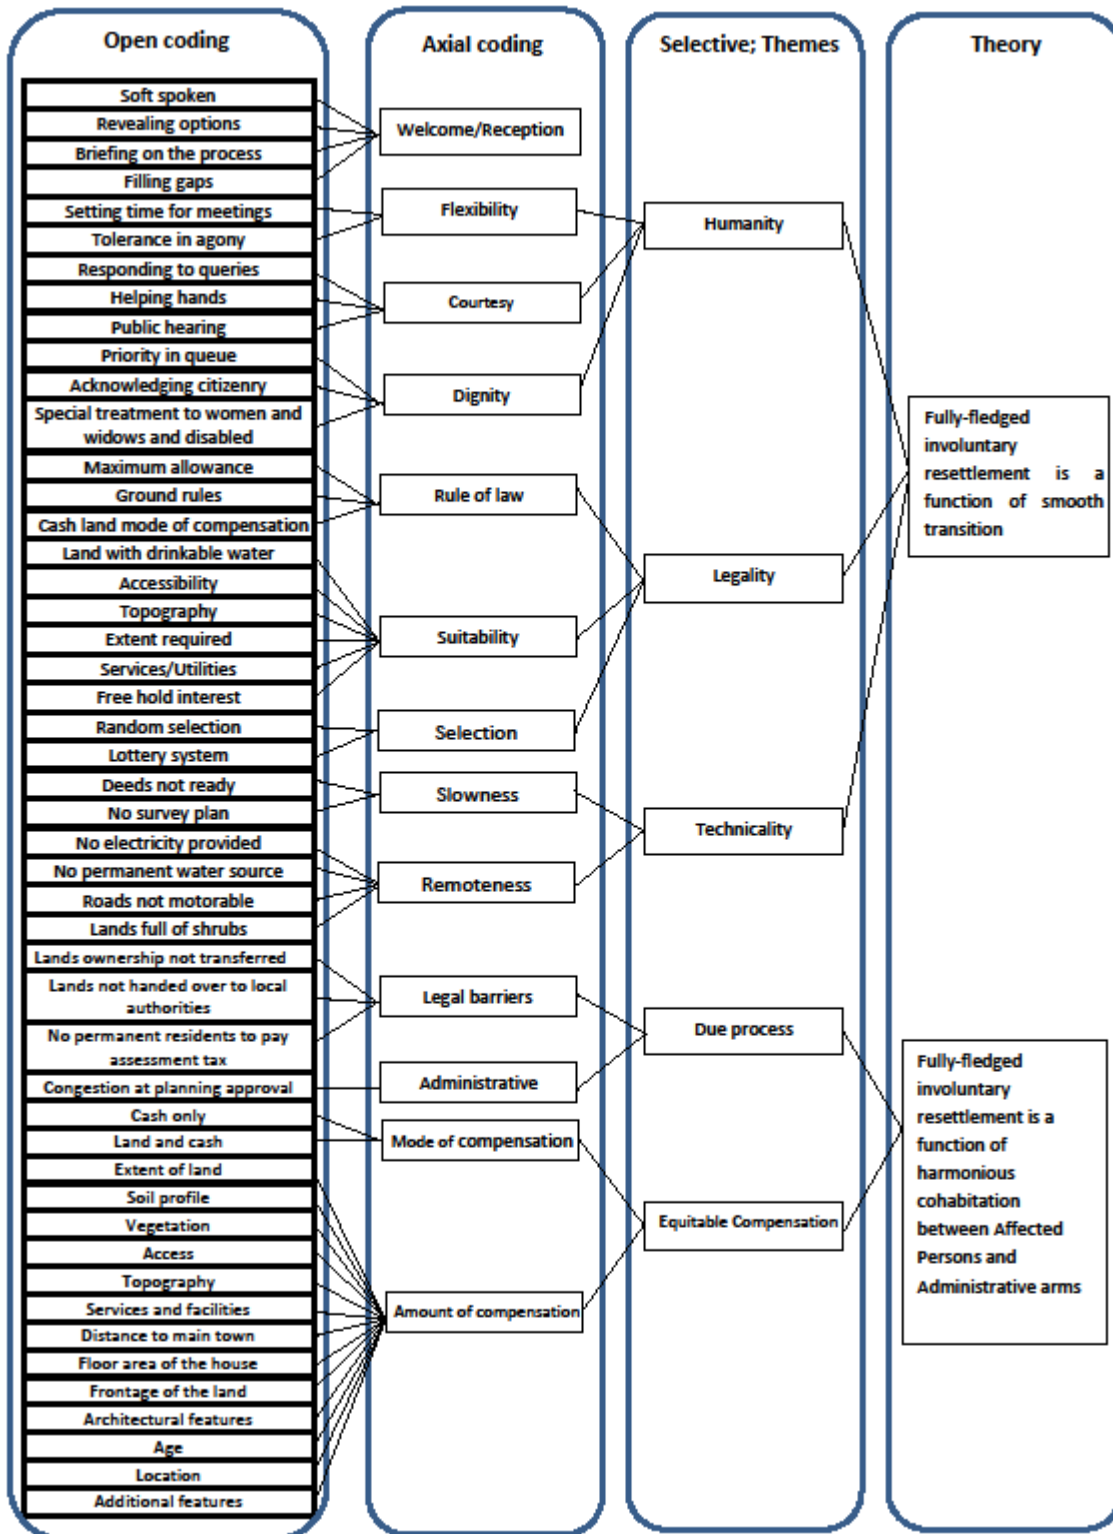 Open coding
Soft spoken
Revealing options
Briefing on the process
Filling gaps
Setting time for meetings
Tolerance in agony
Responding to queries
Helping hands
Public hearing
Priority in queue
Acknowledging citizenry
Special treatment to women and
widows and disabled
Maximum allowance
Ground rules
Cash land mode of compensation
Land with drinkable water
Accessibility
Topography
Extent required
Services/Utilities
Free hold interest
Random selection
Lottery system
Deeds not ready
No survey plan
No electricity provided
No permanent water source
Roads not motorable
Lands full of shrubs
Lands ownership not transferred
Lands not handed over to local
authorities
No permanent residents to pay
assessment tax
Congestion at planning approval
Cash only
Land and cash
Extent of land
Soil profile
Vegetation
Access
Topography
Services and facilities
Distance to main town
Floor area of the house
Frontage of the land
Architectural features
Age
Location
Additional features
Axial coding
Welcome/Reception
Flexibility
Courtesy
Dignity
Rule of law
Suitability
Selection
Slowness
Remoteness
Legal barriers
Administrative
Mode of compensation
Amount of compensation
Selective; Themes
Humanity
Legality
Technicality
Due process
Equitable Compensation
Theory
Fully-fledged
involuntary
resettlement is a
function of smooth
transition
Fully-fledged
involuntary
resettlement is a
function of
harmonious
cohabitation
between Affected
Persons and
Administrative arms